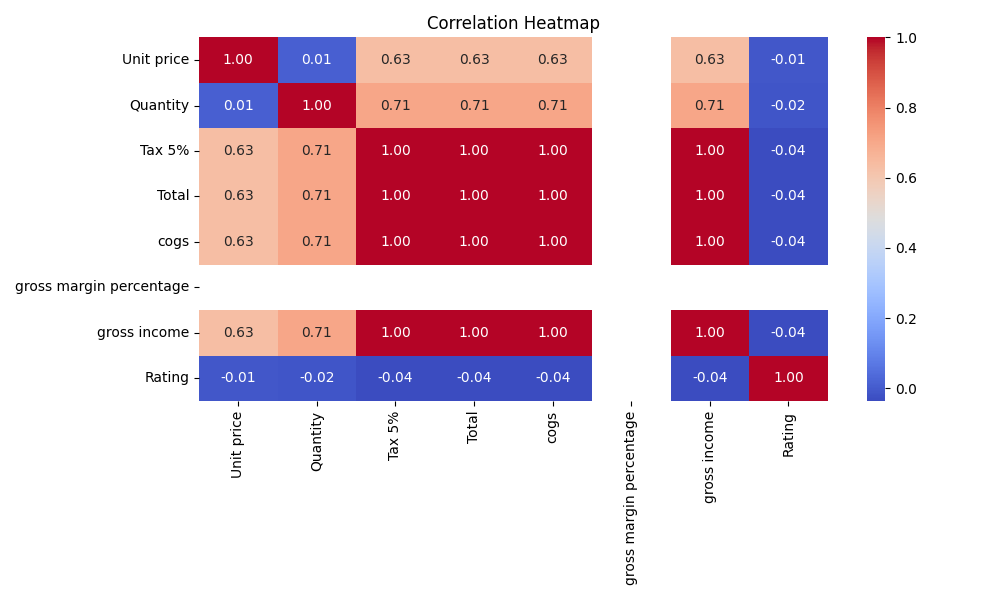 Correlation Heatmap
Unit price 1.00 0.01 0.63 0.63 0.63 0.63 -0.01
Quantity 0.01 1.00 0.71 0.71 0.71 0.71 -0.02
Tax 5% 0.63 0.71 1.00 1.00 1.00 1.00 -0.04
Total 0.63 0.71 1.00 1.00 1.00 1.00 -0.04
cogs 0.63 0.71 1.00 1.00 1.00 1.00 -0.04
gross margin percentage
gross income 0.63 0.71 1.00 1.00 1.00 1.00 -0.04
Rating -0.01 -0.02 -0.04 -0.04 -0.04 -0.04 1.00
Unit price
Quantity
Tax 5%
Total
cogs
gross margin percentage
gross income
Rating
1.0
0.8
0.6
0.4
0.2
0.0